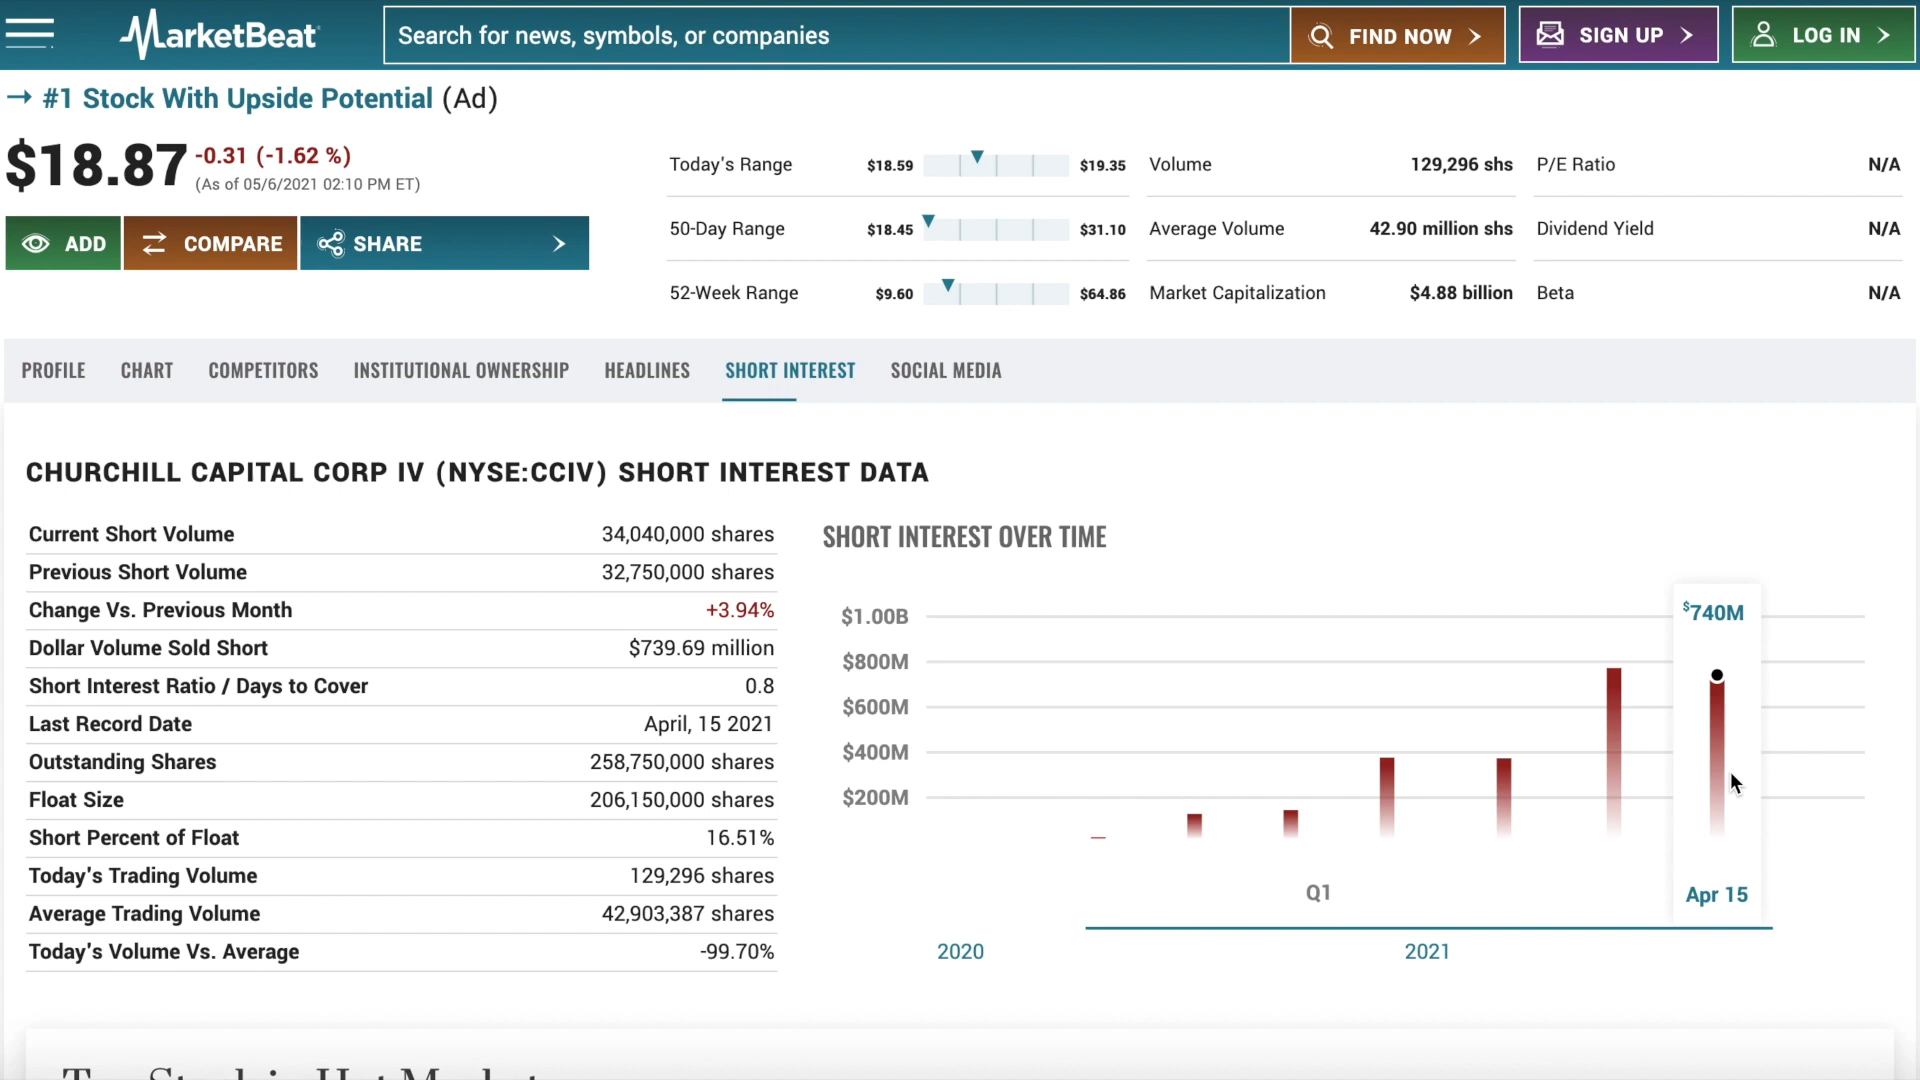 MarketBeat
Search for news, symbols, or companies
FIND NOW
SIGN UP
LOG IN
→ #1 Stock With Upside Potential (Ad)
$18.87 -0.31 (-1.62 %)
(As of 05/6/2021 02:10 PM ET)
ADD
COMPARE
SHARE
Today's Range $18.59 $19.35
50-Day Range $18.45 $31.10
52-Week Range $9.60 $64.86
Volume 129,296 shs
Average Volume 42.90 million shs
Market Capitalization $4.88 billion
P/E Ratio N/A
Dividend Yield N/A
Beta N/A
PROFILE CHART COMPETITORS INSTITUTIONAL OWNERSHIP HEADLINES SHORT INTEREST SOCIAL MEDIA
CHURCHILL CAPITAL CORP IV (NYSE:CCIV) SHORT INTEREST DATA
Current Short Volume 34,040,000 shares
Previous Short Volume 32,750,000 shares
Change Vs. Previous Month +3.94%
Dollar Volume Sold Short $739.69 million
Short Interest Ratio / Days to Cover 0.8
Last Record Date April, 15 2021
Outstanding Shares 258,750,000 shares
Float Size 206,150,000 shares
Short Percent of Float 16.51%
Today's Trading Volume 129,296 shares
Average Trading Volume 42,903,387 shares
Today's Volume Vs. Average -99.70%
SHORT INTEREST OVER TIME
$740M
$1.00B
$800M
$600M
$400M
$200M
Q1
Apr 15
2020
2021